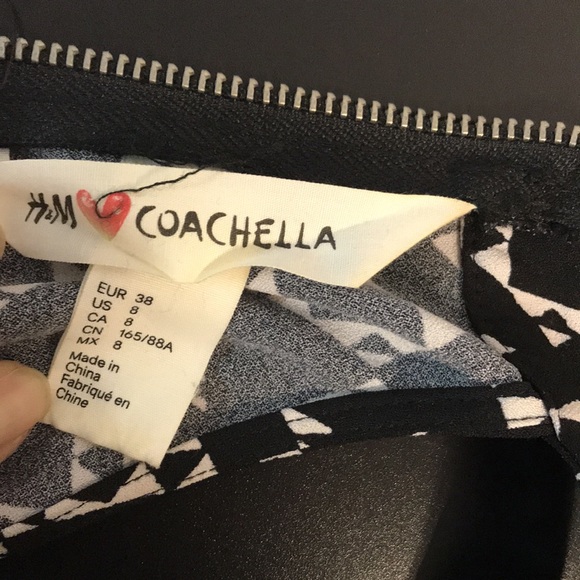 H&M COACHELLA
EUR 38
US 8
CA 8
CN 165/88A
MX 8
Made in
China
Fabriqué en
Chine